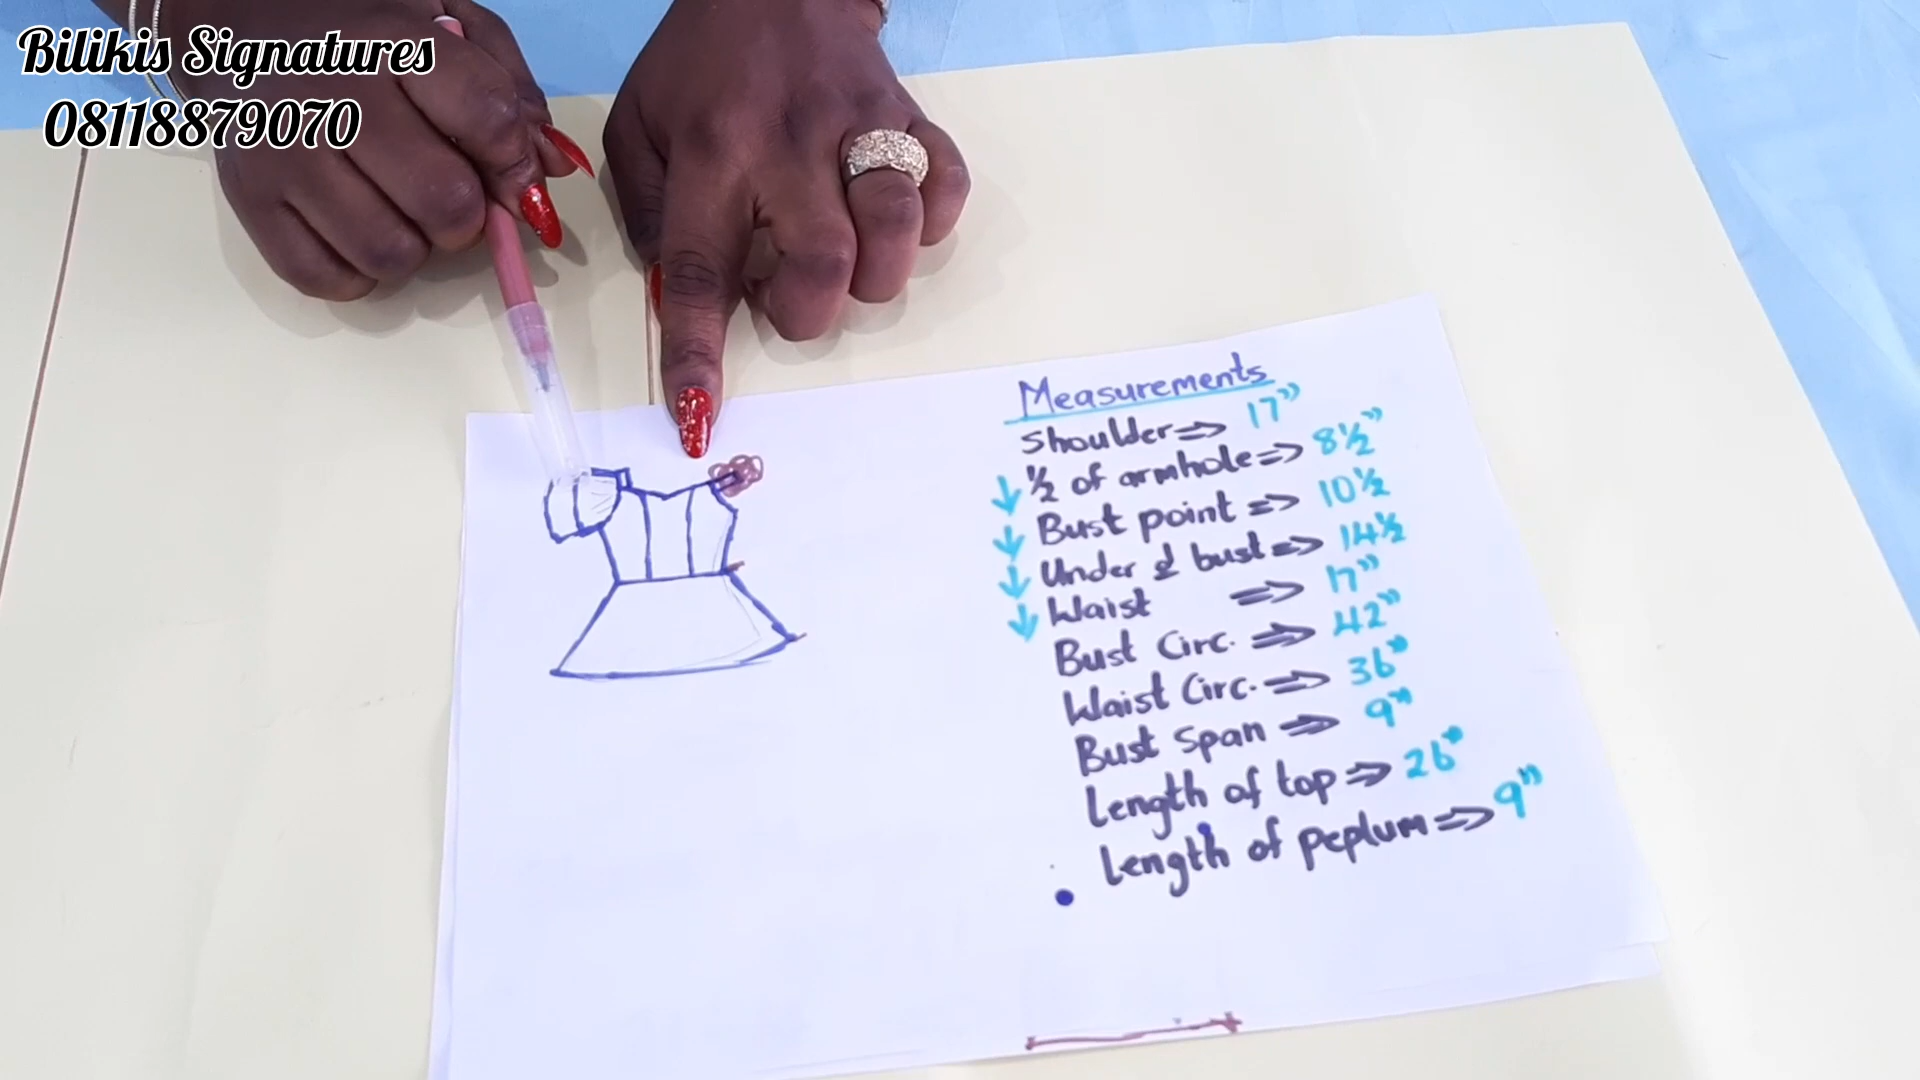 Bilikis Signatures
08118879070
Measurements
Shoulder => 17"
↓ ½ of armhole => 8½"
↓ Bust point => 10½
↓ Under bust => 14½
↓ Waist => 17"
Bust Circ. => 42"
Waist Circ. => 36"
Bust Span => 9"
Length of top => 26"
Length of peplum => 9"